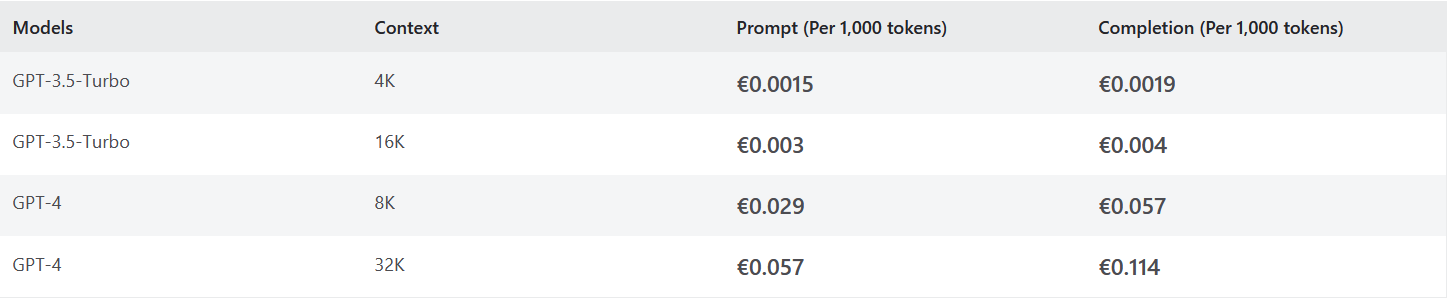 Models Context Prompt (Per 1,000 tokens) Completion (Per 1,000 tokens)
GPT-3.5-Turbo 4K €0.0015 €0.0019
GPT-3.5-Turbo 16K €0.003 €0.004
GPT-4 8K €0.029 €0.057
GPT-4 32K €0.057 €0.114